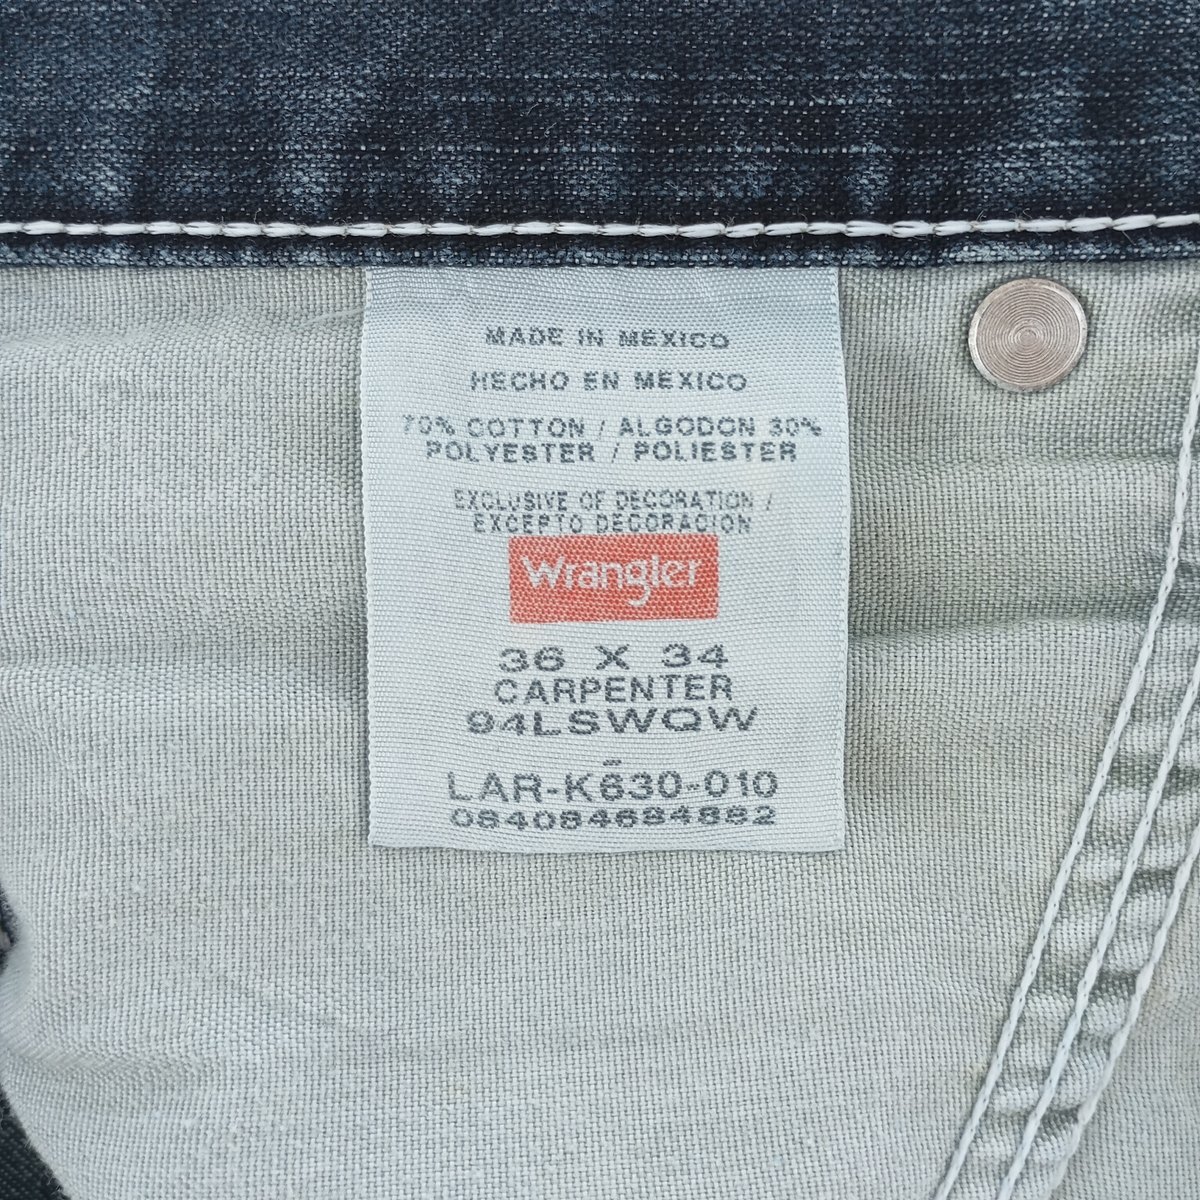 MADE IN MEXICO
HECHO EN MEXICO
70% COTTON / ALGODON 30%
POLYESTER / POLIESTER
EXCLUSIVE OF DECORATION /
EXCEPTO DECORACION
Wrangler
36 X 34
CARPENTER
94LSWQW
LAR-K630-010
084084684882